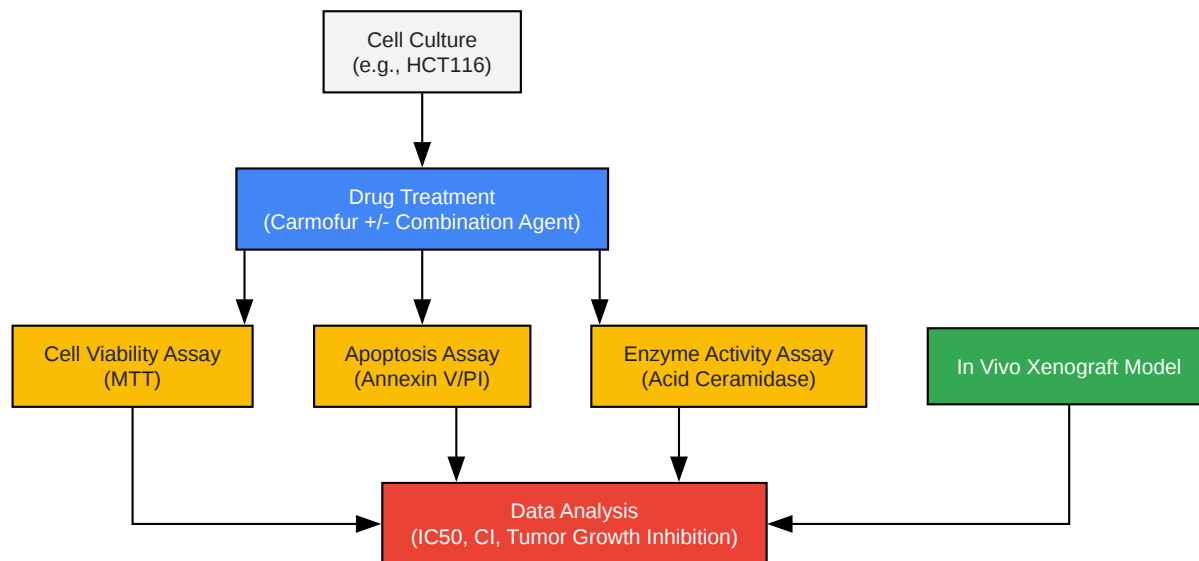 Cell Culture
(e.g., HCT116)
Drug Treatment
(Carmofur +/- Combination Agent)
Cell Viability Assay
(MTT)
Apoptosis Assay
(Annexin V/PI)
Enzyme Activity Assay
(Acid Ceramidase)
In Vivo Xenograft Model
Data Analysis
(IC50, CI, Tumor Growth Inhibition)